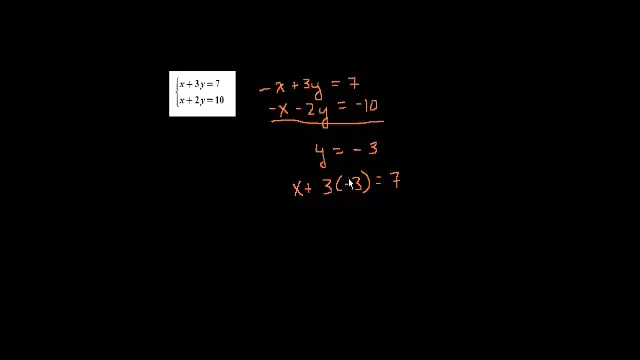 x + 3y = 7
x + 2y = 10
- x + 3y = 7
-x - 2y = -10
y = - 3
x + 3(-3) = 7